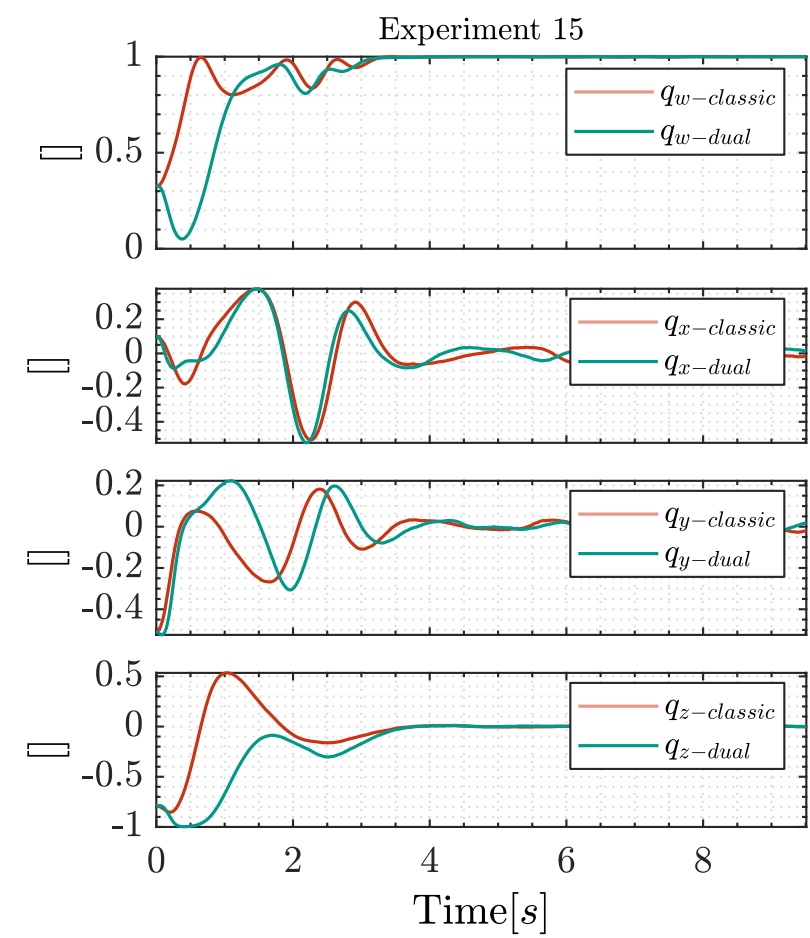 Experiment 15
1
0.5
0
[]
q_{w-classic}
q_{w-dual}
0.2
0
-0.2
-0.4
[]
q_{x-classic}
q_{x-dual}
0.2
0
-0.2
-0.4
[]
q_{y-classic}
q_{y-dual}
0.5
0
-0.5
-1
[]
q_{z-classic}
q_{z-dual}
0 2 4 6 8
Time[s]